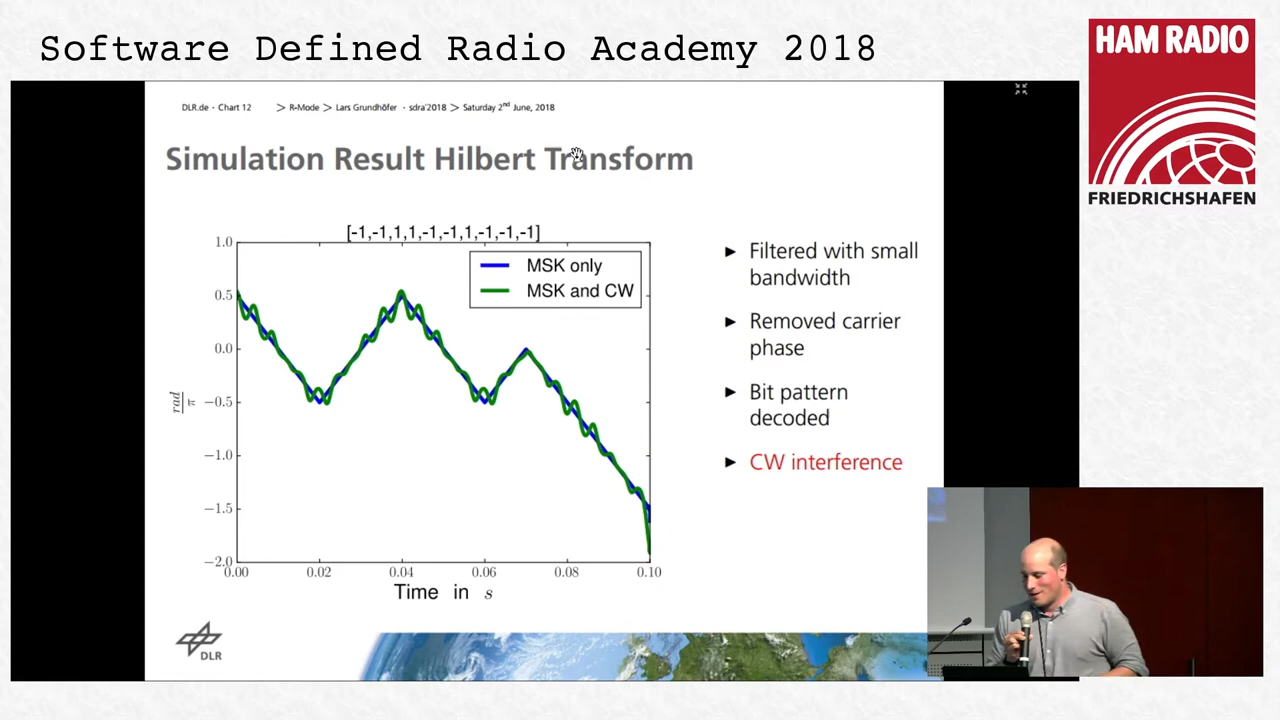 Software Defined Radio Academy 2018
HAM RADIO
FRIEDRICHSHAFEN
DLR.de · Chart 12 > R-Mode > Lars Grundhöfer · sdra'2018 > Saturday 2nd June, 2018
Simulation Result Hilbert Transform
[-1,-1,1,1,-1,-1,1,-1,-1,-1]
MSK only
MSK and CW
1.0
0.5
0.0
−0.5
−1.0
−1.5
−2.0
rad
π
0.00 0.02 0.04 0.06 0.08 0.10
Time in s
► Filtered with small
bandwidth
► Removed carrier
phase
► Bit pattern
decoded
► CW interference
DLR